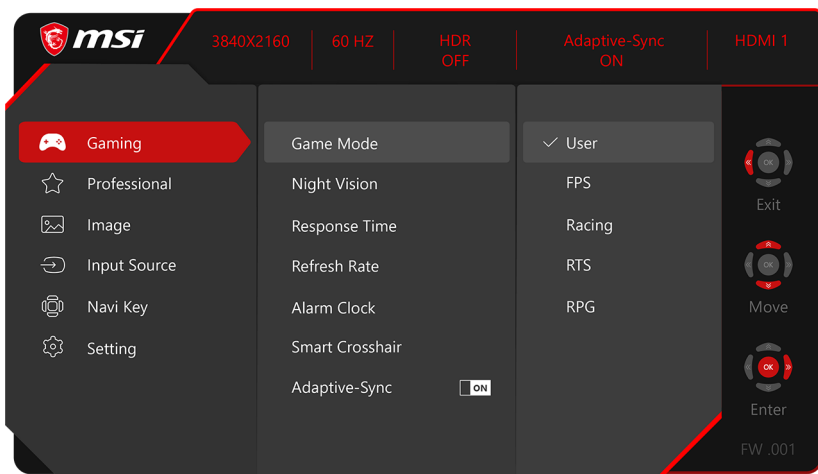 msi
3840X2160
60 HZ
HDR
OFF
Adaptive-Sync
ON
HDMI 1
Gaming
Professional
Image
Input Source
Navi Key
Setting
Game Mode
Night Vision
Response Time
Refresh Rate
Alarm Clock
Smart Crosshair
Adaptive-Sync
ON
User
FPS
Racing
RTS
RPG
OK
Exit
OK
Move
OK
Enter
FW .001